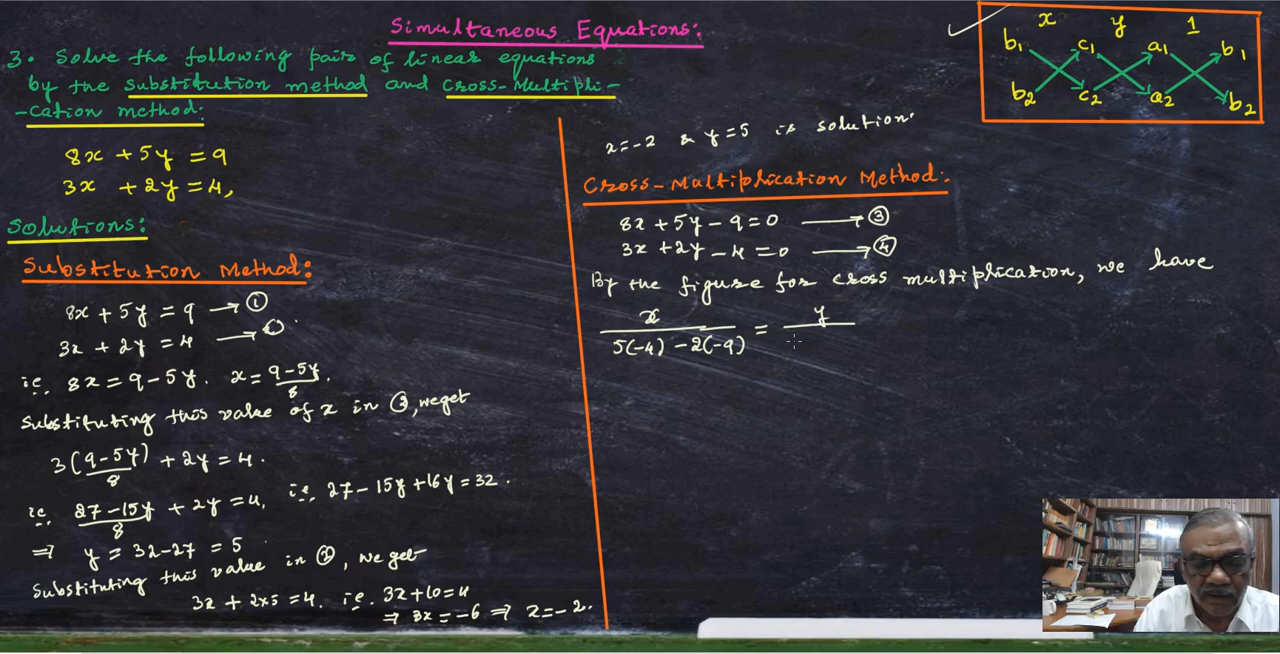 Simultaneous Equations:
3. Solve the following pair of linear equations
by the Substitution method and Cross-Multipli-
-cation method:
8x + 5y = 9
3x + 2y = 4,
Solutions:
Substitution Method:
8x + 5y = 9 → ①
3x + 2y = 4 →
i.e. 8x = 9 - 5y. x = (9-5y)/8.
Substituting this value of x in ②, we get
3((9-5y)/8) + 2y = 4.
i.e. (27-15y)/8 + 2y = 4, i.e. 27 - 15y + 16y = 32.
⇒ y = 32-27 = 5
Substituting this value in ②, we get
3x + 2×5 = 4. i.e. 3x + 10 = 4
⇒ 3x = -6 ⇒ x = -2.
x = -2 & y = 5 is solution.
Cross-Multiplication Method:
8x + 5y - 9 = 0 → ③
3x + 2y - 4 = 0 → ④
By the figure for cross multiplication, we have
x/(5(-4) - 2(-9)) = y/
✓ x y 1
b₁ c₁ a₁ b₁
b₂ c₂ a₂ b₂